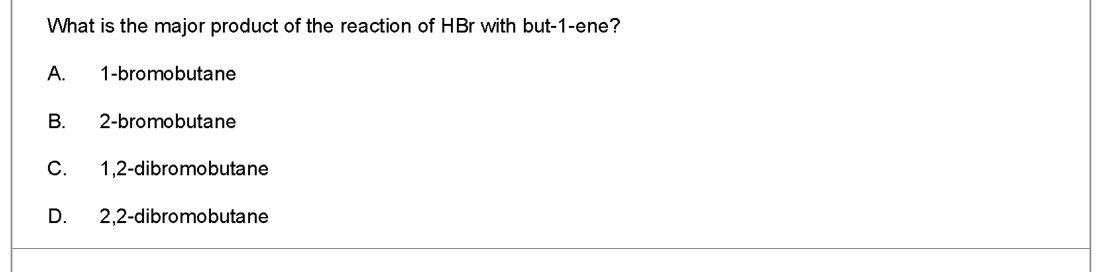 What is the major product of the reaction of HBr with but-1-ene?
A. 1-bromobutane
B. 2-bromobutane
C. 1,2-dibromobutane
D. 2,2-dibromobutane